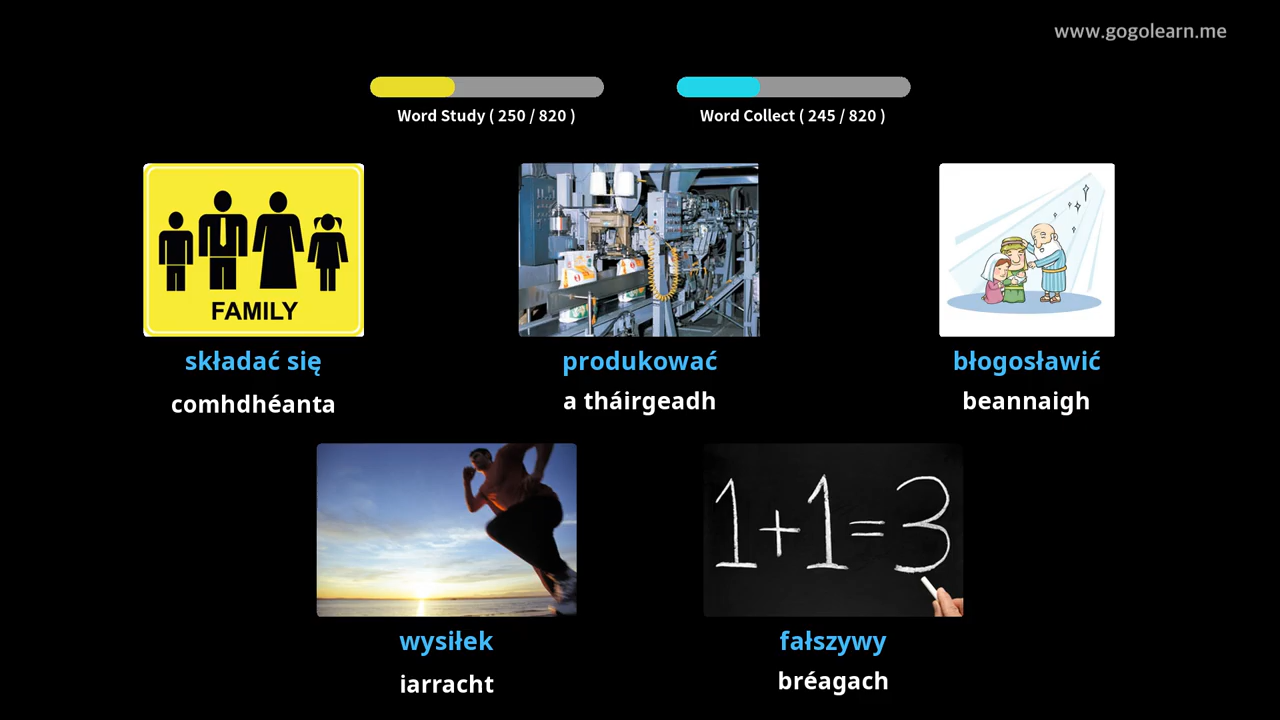 www.gogolearn.me
Word Study ( 250 / 820 )
Word Collect ( 245 / 820 )
FAMILY
składać się
comhdhéanta
produkować
a tháirgeadh
błogosławić
beannaigh
1+1=3
wysiłek
iarracht
fałszywy
bréagach